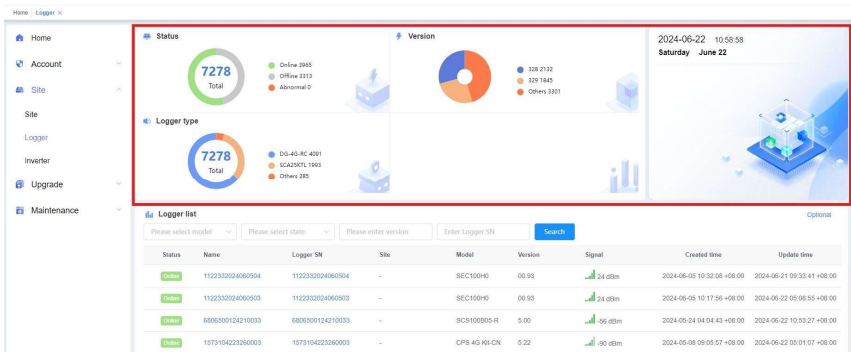 Home Logger ×
Home
Account
Site
Site
Logger
Inverter
Upgrade
Maintenance
Status
7278
Total
Online 3965
Offline 3313
Abnormal 0
Version
328 2132
329 1845
Others 3301
Logger type
7278
Total
DG-4G-RC 4091
SCA25KTL 1993
Others 285
2024-06-22 10:58:58
Saturday June 22
Logger list
Optional
Please select model Please select state Please enter version Enter Logger SN Search
Status Name Logger SN Site Model Version Signal Created time Update time
Online 1122332024060504 1122332024060504 - SEC100H0 00.93 24 dBm 2024-06-05 10:32:08 +08:00 2024-06-21 09:33:41 +08:00
Online 1122332024060503 1122332024060503 - SEC100H0 00.93 24 dBm 2024-06-05 10:17:56 +08:00 2024-06-22 05:08:55 +08:00
Online 6806500124210033 6806500124210033 - SCS100B05-R 5.00 -56 dBm 2024-05-24 04:04:43 +08:00 2024-06-22 10:53:27 +08:00
Online 1573104223260003 1573104223260003 - CPS 4G Kit-CN 5.22 -90 dBm 2024-05-08 09:05:57 +08:00 2024-06-22 05:01:07 +08:00